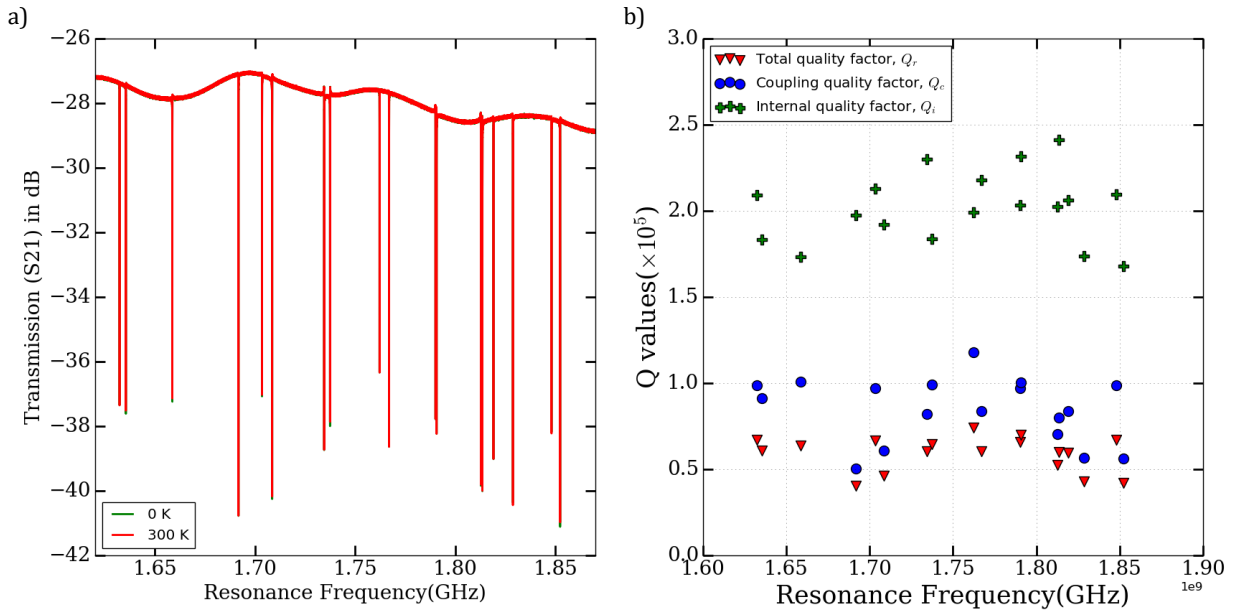 a)
−26
−28
−30
−32
−34
−36
−38
−40
−42
Transmission (S21) in dB
0 K
300 K
1.65
1.70
1.75
1.80
1.85
Resonance Frequency(GHz)
b)
3.0
2.5
2.0
1.5
1.0
0.5
0.0
Q values(×10⁵)
Total quality factor, Qᵣ
Coupling quality factor, Q_c
Internal quality factor, Qᵢ
1.60
1.65
1.70
1.75
1.80
1.85
1.90
1e9
Resonance Frequency(GHz)